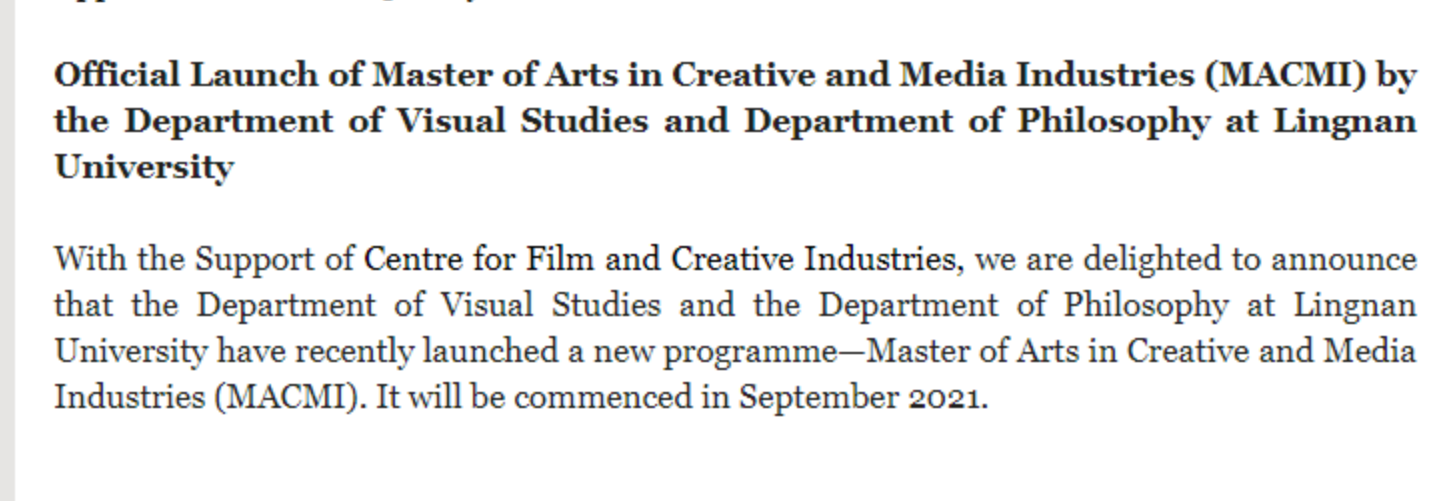 Official Launch of Master of Arts in Creative and Media Industries (MACMI) by
the Department of Visual Studies and Department of Philosophy at Lingnan
University
With the Support of Centre for Film and Creative Industries, we are delighted to announce
that the Department of Visual Studies and the Department of Philosophy at Lingnan
University have recently launched a new programme—Master of Arts in Creative and Media
Industries (MACMI). It will be commenced in September 2021.